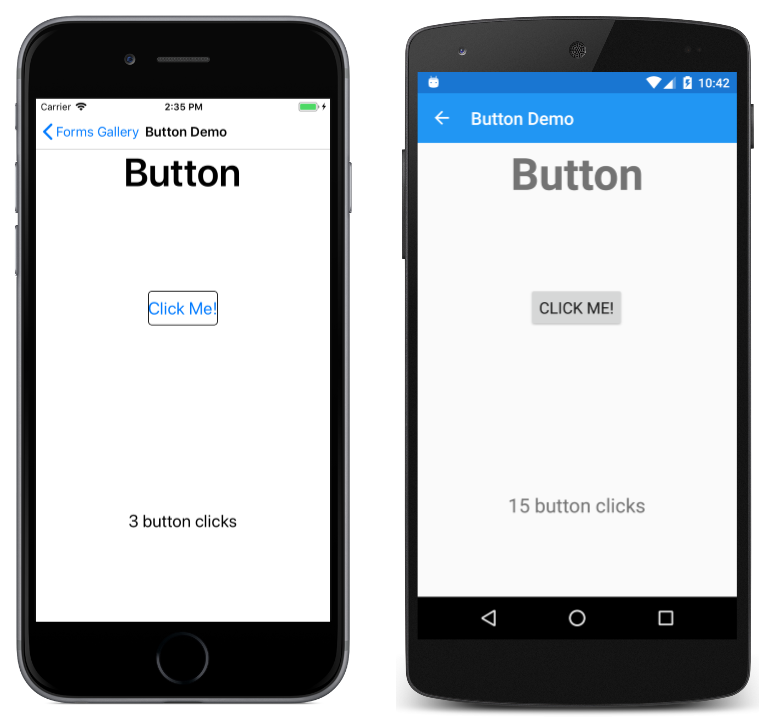 Carrier 2:35 PM
Forms Gallery Button Demo
Button
Click Me!
3 button clicks
10:42
Button Demo
Button
CLICK ME!
15 button clicks